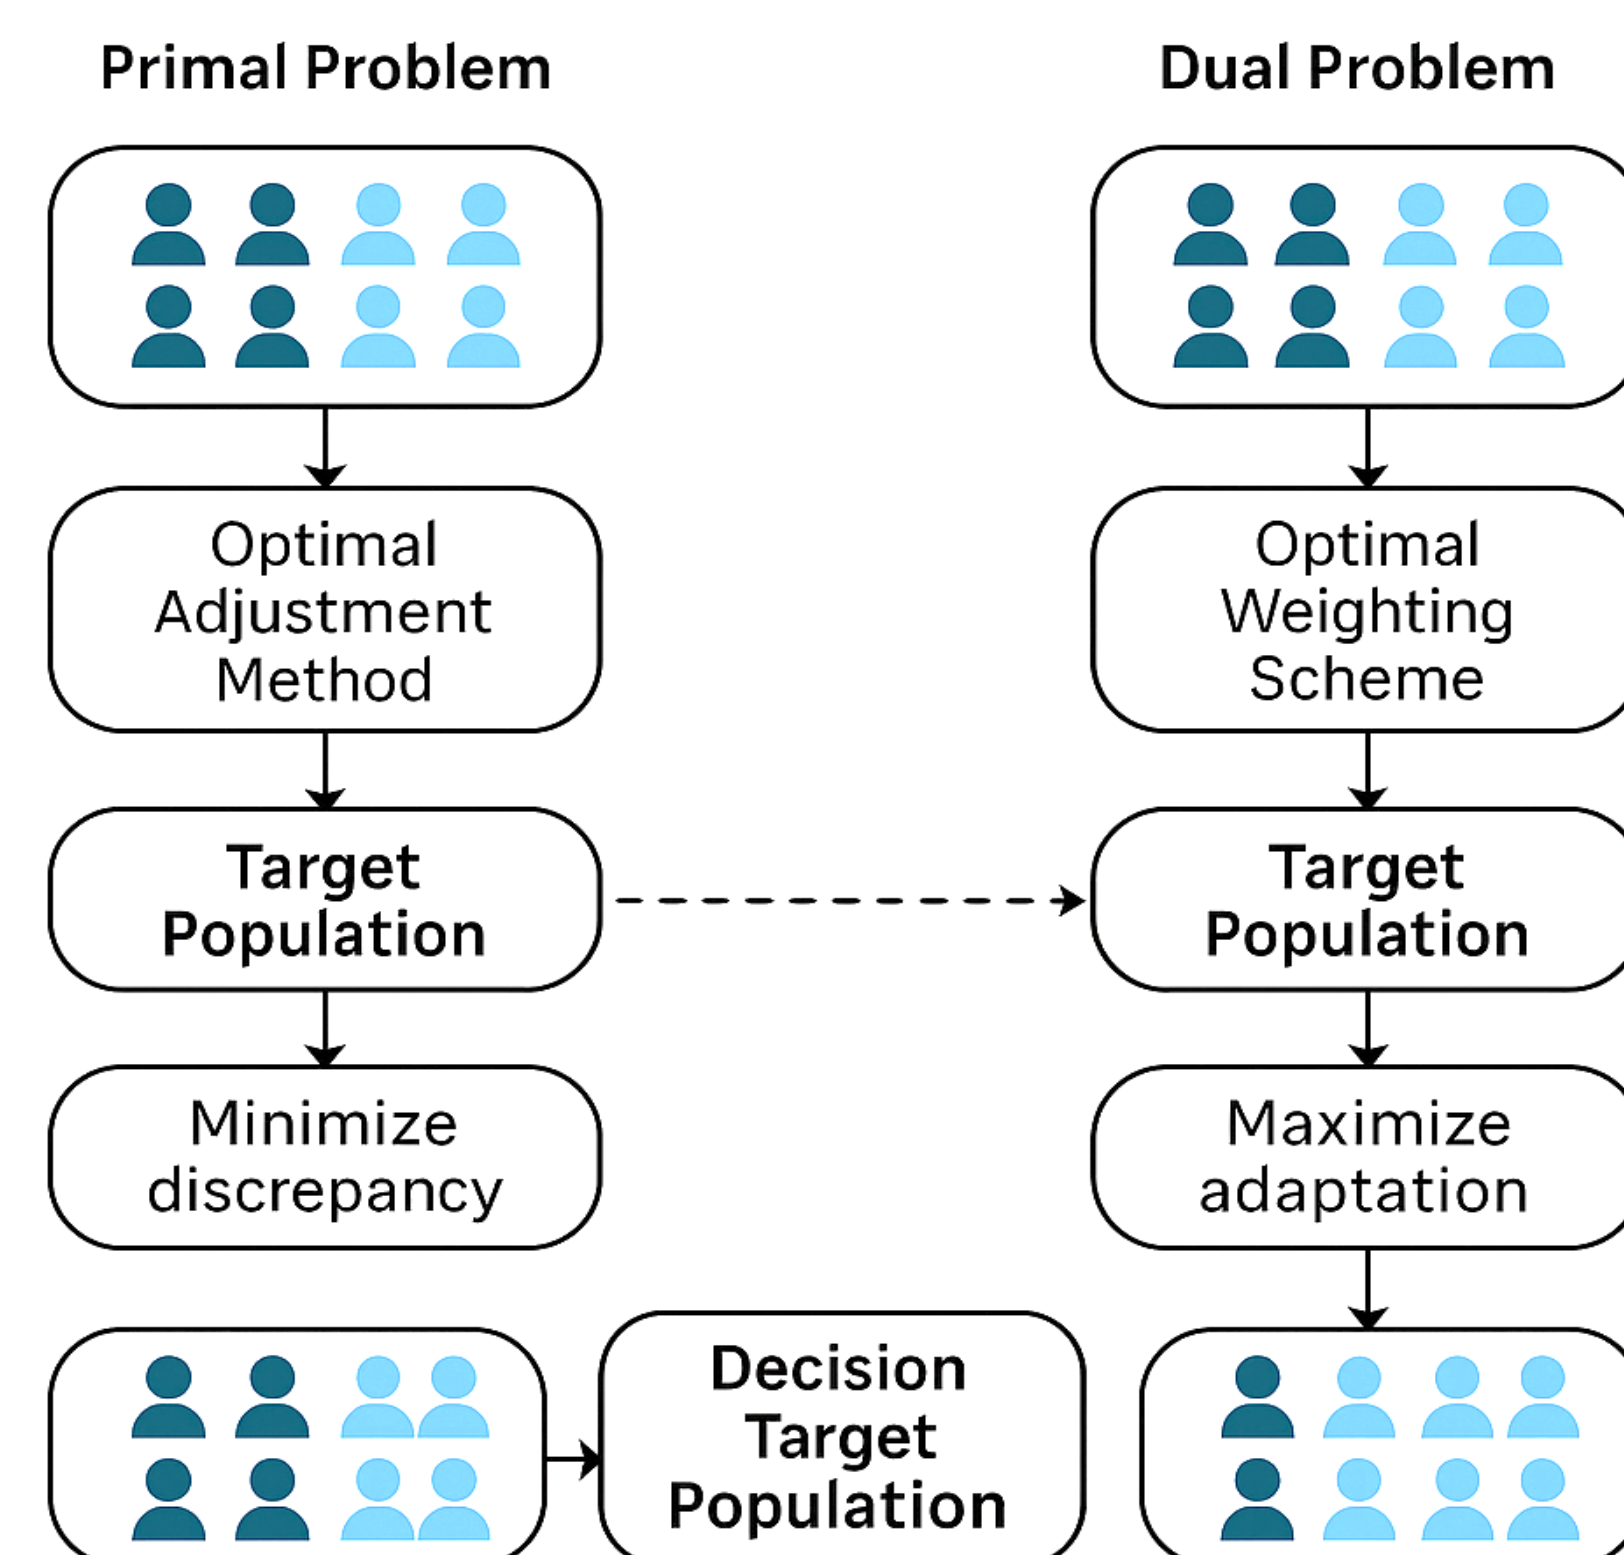 Primal Problem
Optimal
Adjustment
Method
Target
Population
Minimize
discrepancy
Decision
Target
Population
Dual Problem
Optimal
Weighting
Scheme
Target
Population
Maximize
adaptation